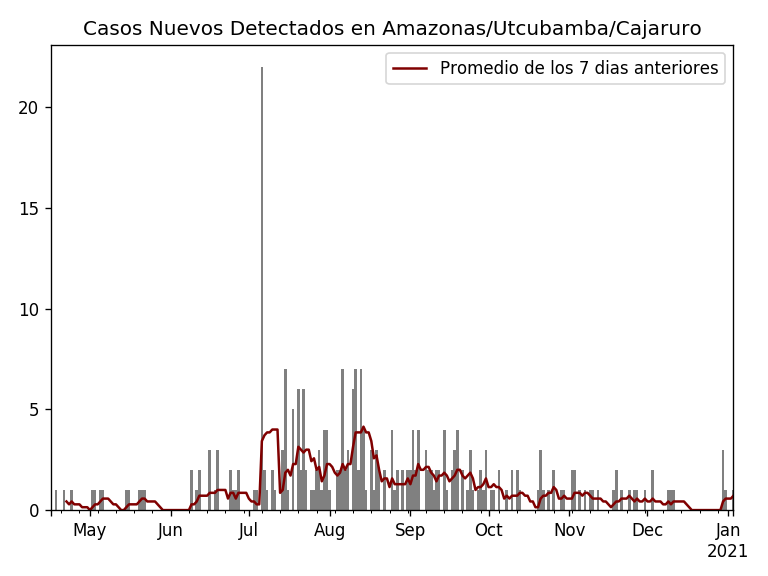 Casos Nuevos Detectados en Amazonas/Utcubamba/Cajaruro
Promedio de los 7 dias anteriores
20
15
10
5
0
May Jun Jul Aug Sep Oct Nov Dec Jan
2021